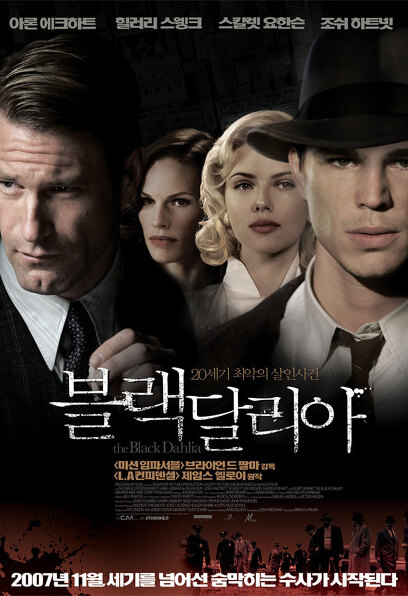 아론 에크하트 힐러리 스웽크 스칼렛 요한슨 조쉬 하트넷
20세기 최악의 살인사건
블랙 달리아
the Black Dahlia
<미션 임파서블> 브라이언 드 팔마 감독
<L.A 컨피덴셜> 제임스 엘로이 원작
2007년 11월, 세기를 넘어선 숨막히는 수사가 시작된다